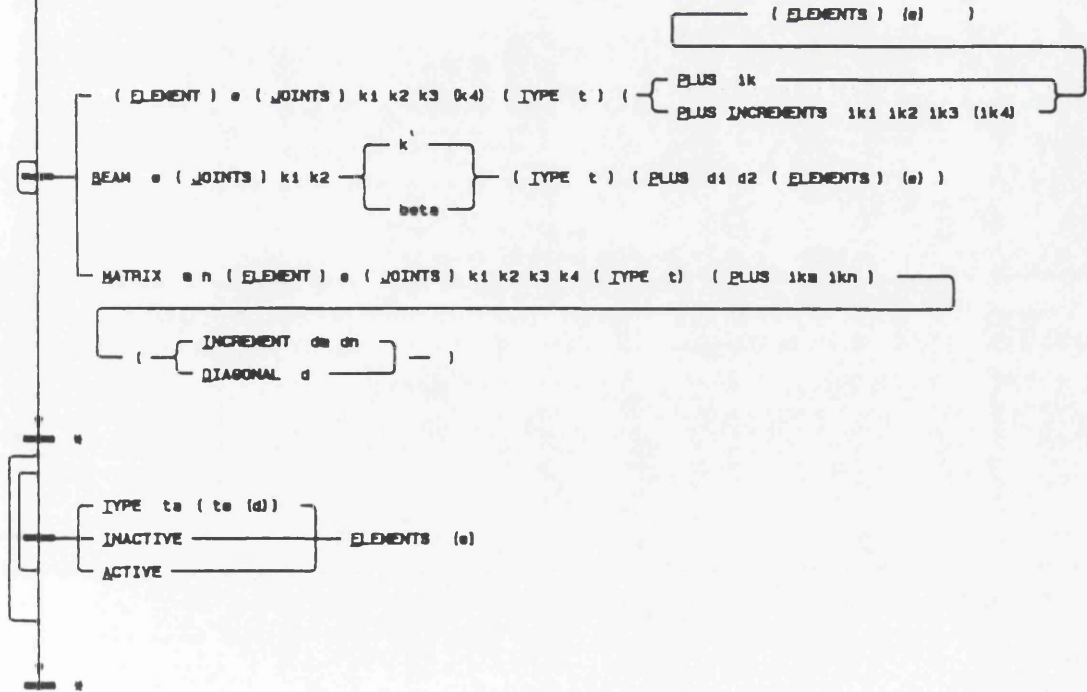 ( ELEMENTS ) (e) )
( ELEMENT ) e ( JOINTS ) k1 k2 k3 (k4) ( TYPE t ) (
PLUS ik
PLUS INCREMENTS ik1 ik2 ik3 (ik4)
BEAM e ( JOINTS ) k1 k2
k'
beta
( TYPE t ) ( PLUS d1 d2 ( ELEMENTS ) (e) )
MATRIX m n ( ELEMENT ) e ( JOINTS ) k1 k2 k3 k4 ( TYPE t) ( PLUS ikm ikn )
(
INCREMENT dm dn
DIAGONAL d
)
*
TYPE ta ( te (d))
INACTIVE
ACTIVE
ELEMENTS (e)
*